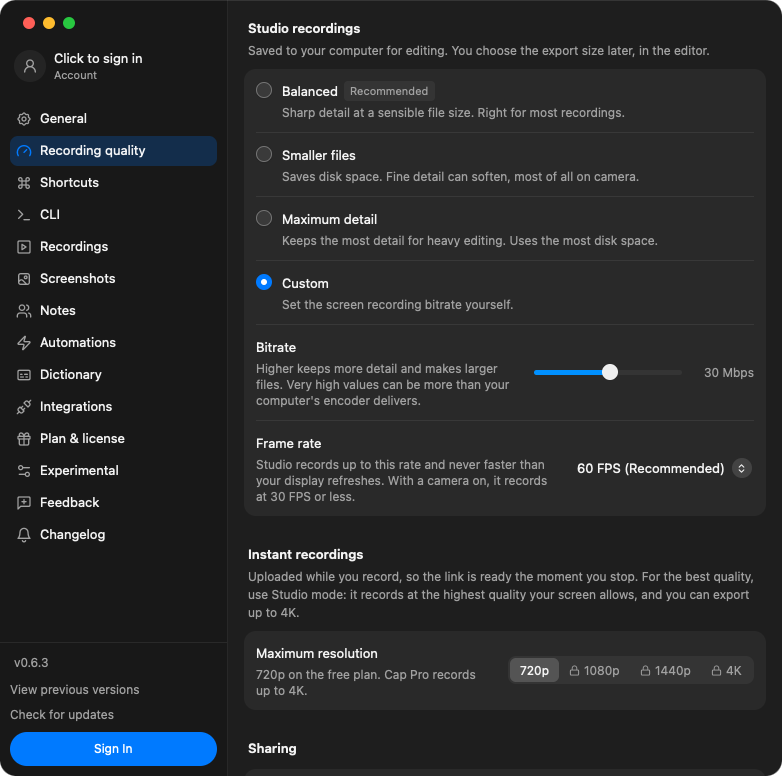 Click to sign in
Account
General
Recording quality
Shortcuts
CLI
Recordings
Screenshots
Notes
Automations
Dictionary
Integrations
Plan & license
Experimental
Feedback
Changelog
v0.6.3
View previous versions
Check for updates
Sign In
Studio recordings
Saved to your computer for editing. You choose the export size later, in the editor.
Balanced Recommended
Sharp detail at a sensible file size. Right for most recordings.
Smaller files
Saves disk space. Fine detail can soften, most of all on camera.
Maximum detail
Keeps the most detail for heavy editing. Uses the most disk space.
Custom
Set the screen recording bitrate yourself.
Bitrate
Higher keeps more detail and makes larger
files. Very high values can be more than your
computer's encoder delivers.
30 Mbps
Frame rate
Studio records up to this rate and never faster than
your display refreshes. With a camera on, it records
at 30 FPS or less.
60 FPS (Recommended)
Instant recordings
Uploaded while you record, so the link is ready the moment you stop. For the best quality,
use Studio mode: it records at the highest quality your screen allows, and you can export
up to 4K.
Maximum resolution
720p on the free plan. Cap Pro records
up to 4K.
720p 1080p 1440p 4K
Sharing